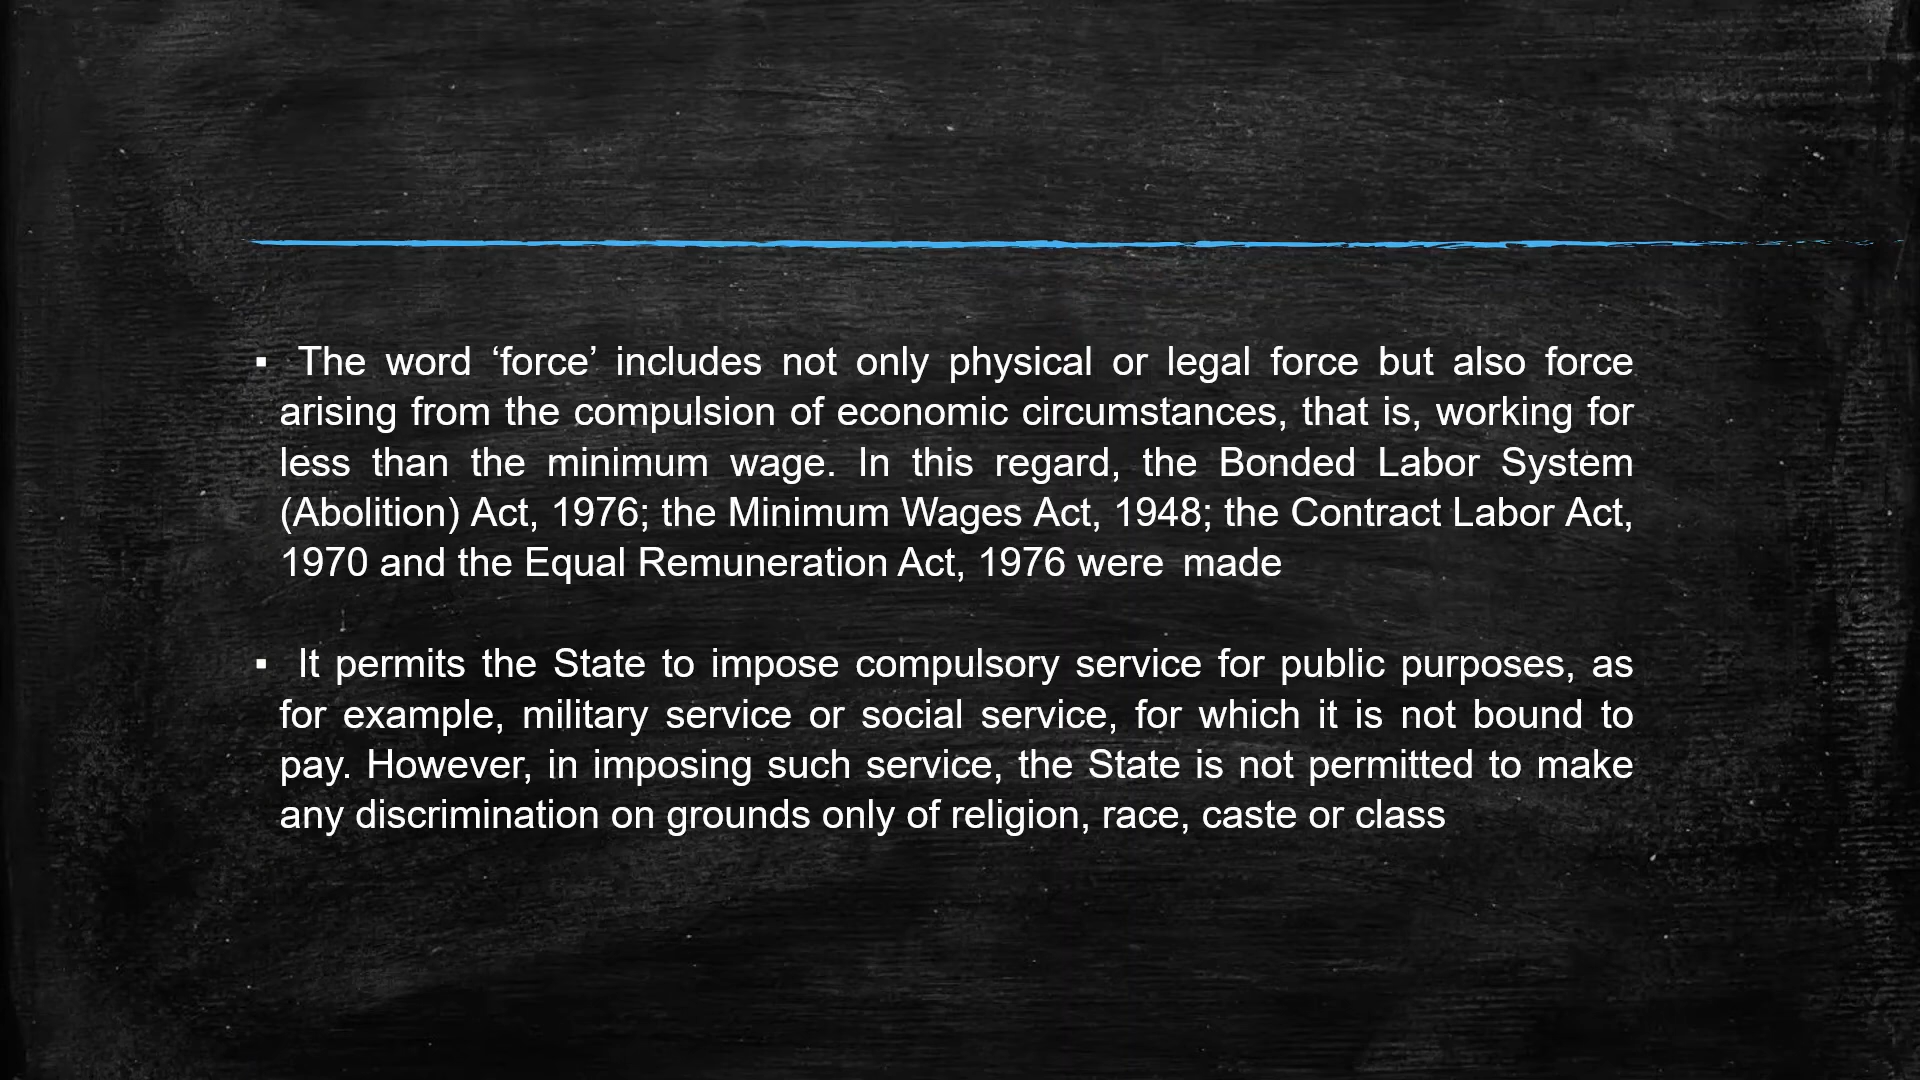 ▪ The word ‘force’ includes not only physical or legal force but also force
arising from the compulsion of economic circumstances, that is, working for
less than the minimum wage. In this regard, the Bonded Labor System
(Abolition) Act, 1976; the Minimum Wages Act, 1948; the Contract Labor Act,
1970 and the Equal Remuneration Act, 1976 were made
▪ It permits the State to impose compulsory service for public purposes, as
for example, military service or social service, for which it is not bound to
pay. However, in imposing such service, the State is not permitted to make
any discrimination on grounds only of religion, race, caste or class